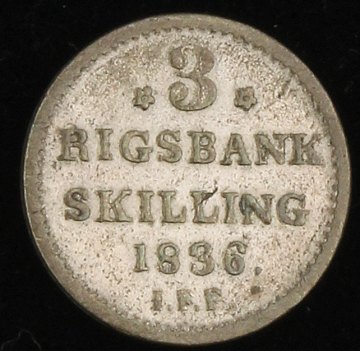 * 3 *
RIGSBANK
SKILLING
1836
I.F.F.